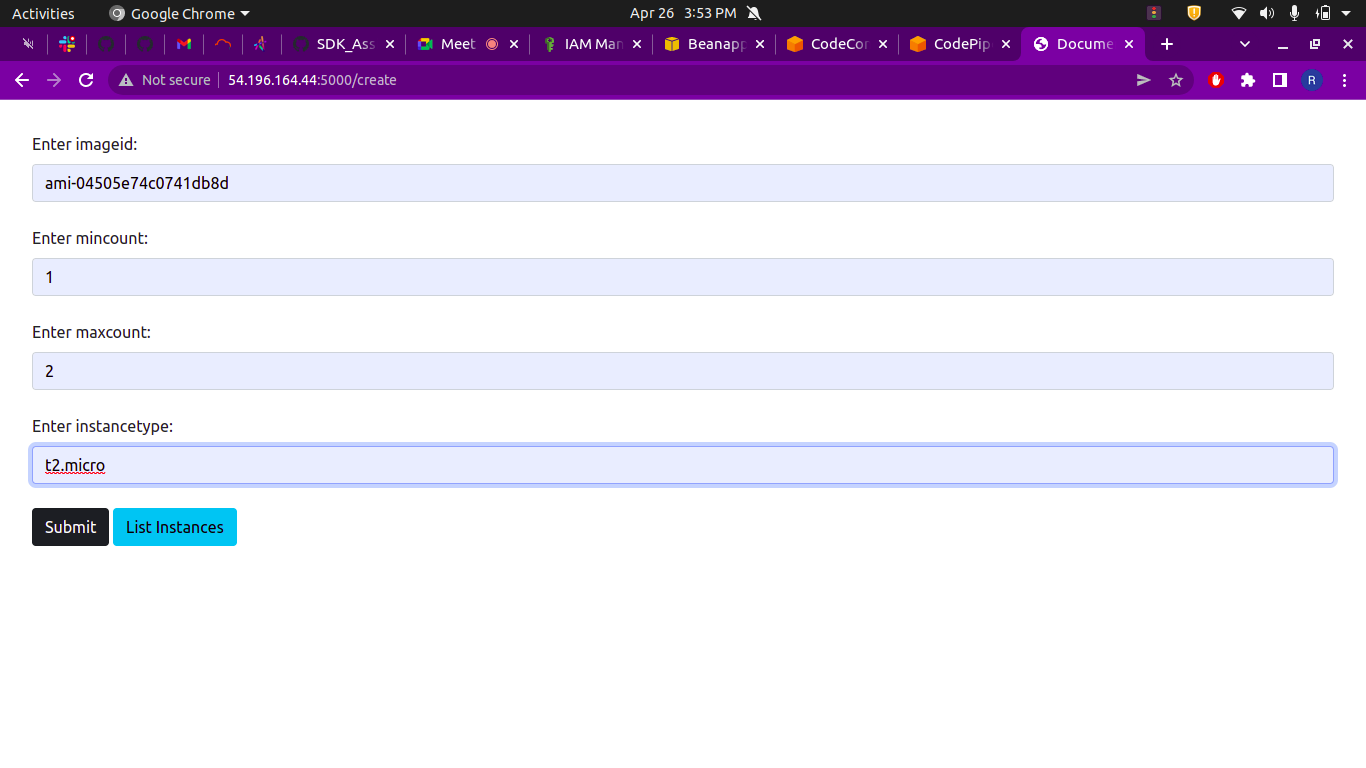 Activities
Google Chrome
Apr 26 3:53 PM
SDK_Ass
Meet
IAM Man
Beanapp
CodeCor
CodePip
Docume
Not secure
54.196.164.44:5000/create
R
Enter imageid:
ami-04505e74c0741db8d
Enter mincount:
1
Enter maxcount:
2
Enter instancetype:
t2.micro
Submit
List Instances